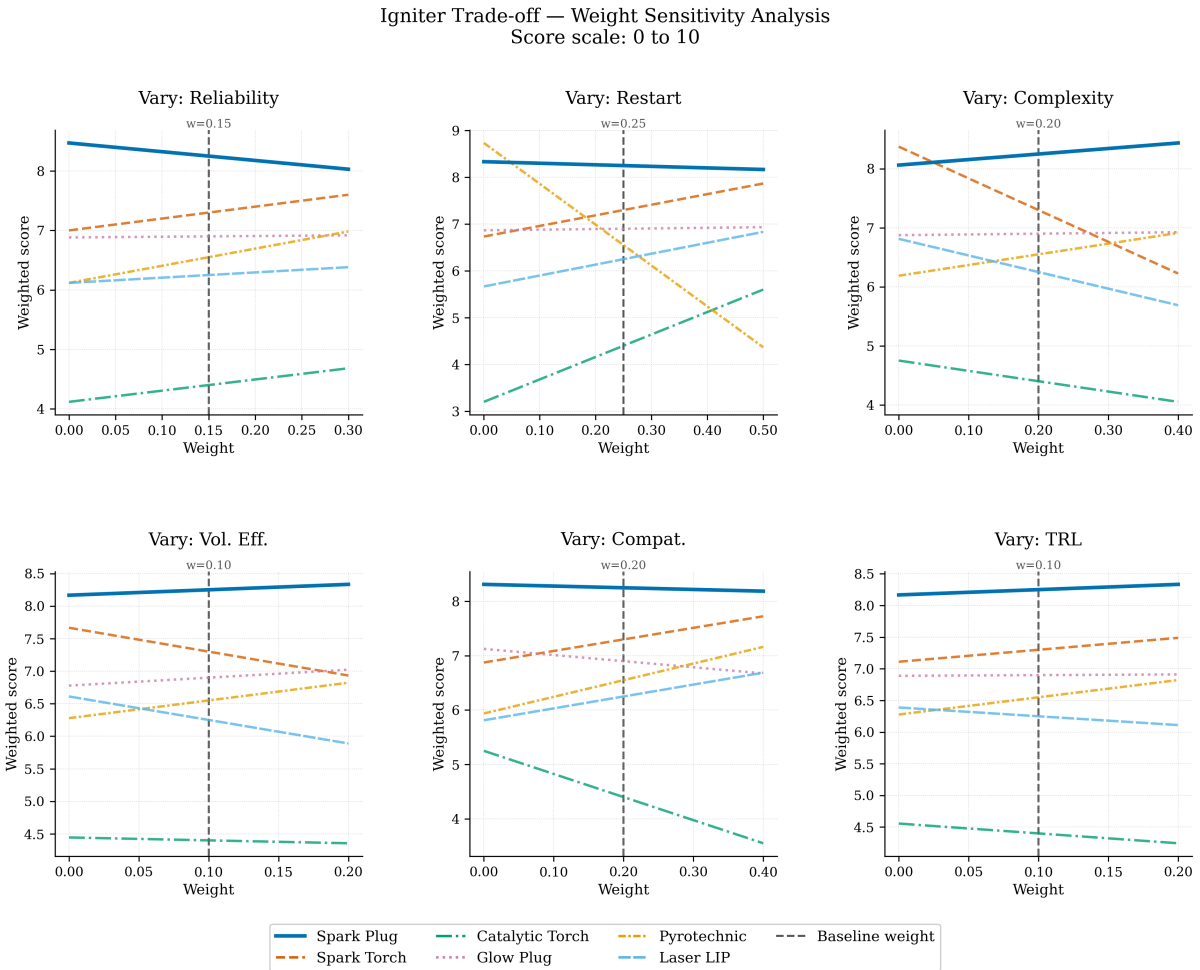 Igniter Trade-off — Weight Sensitivity Analysis
Score scale: 0 to 10
Vary: Reliability
w=0.15
8
7
6
5
4
Weighted score
0.00 0.05 0.10 0.15 0.20 0.25 0.30
Weight
Vary: Restart
w=0.25
9
8
7
6
5
4
3
Weighted score
0.00 0.10 0.20 0.30 0.40 0.50
Weight
Vary: Complexity
w=0.20
8
7
6
5
4
Weighted score
0.00 0.10 0.20 0.30 0.40
Weight
Vary: Vol. Eff.
w=0.10
8.5
8.0
7.5
7.0
6.5
6.0
5.5
5.0
4.5
Weighted score
0.00 0.05 0.10 0.15 0.20
Weight
Vary: Compat.
w=0.20
8
7
6
5
4
Weighted score
0.00 0.10 0.20 0.30 0.40
Weight
Vary: TRL
w=0.10
8.5
8.0
7.5
7.0
6.5
6.0
5.5
5.0
4.5
Weighted score
0.00 0.05 0.10 0.15 0.20
Weight
Spark Plug Catalytic Torch Pyrotechnic Baseline weight
Spark Torch Glow Plug Laser LIP